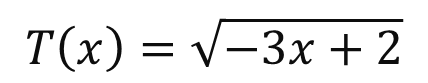 T(x) = √(-3x + 2)